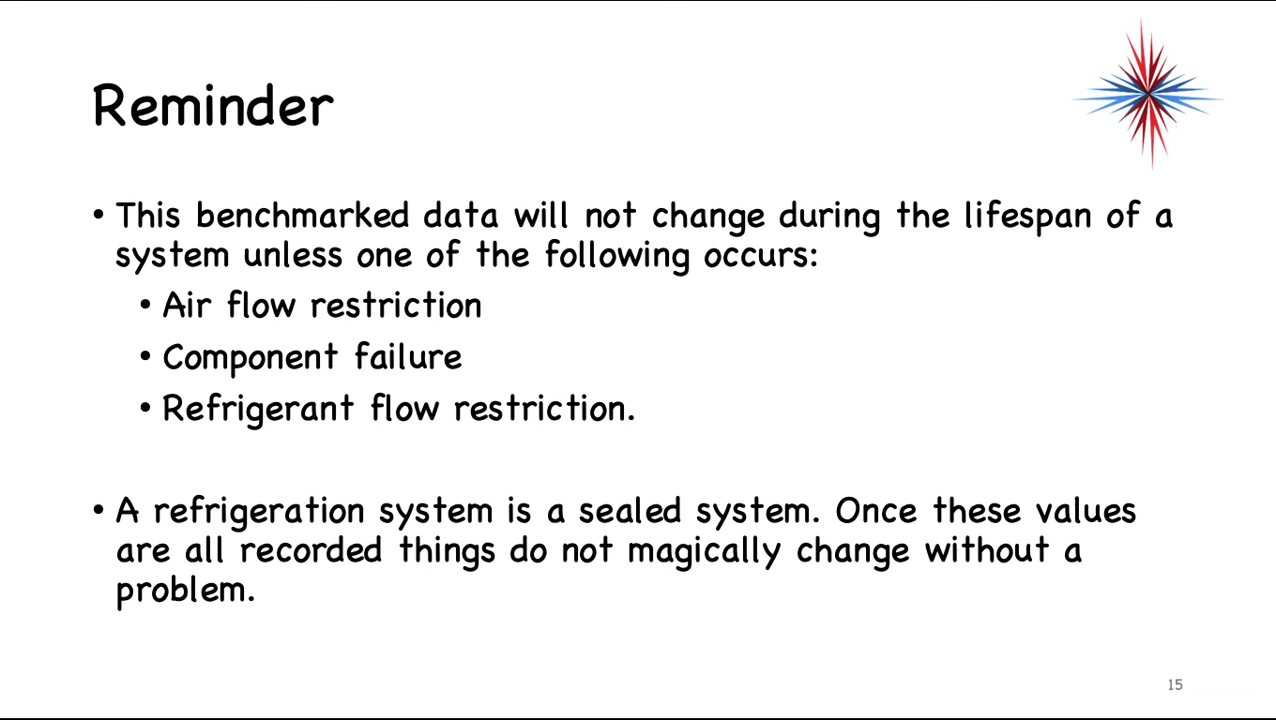 Reminder
• This benchmarked data will not change during the lifespan of a
system unless one of the following occurs:
• Air flow restriction
• Component failure
• Refrigerant flow restriction.
• A refrigeration system is a sealed system. Once these values
are all recorded things do not magically change without a
problem.
15